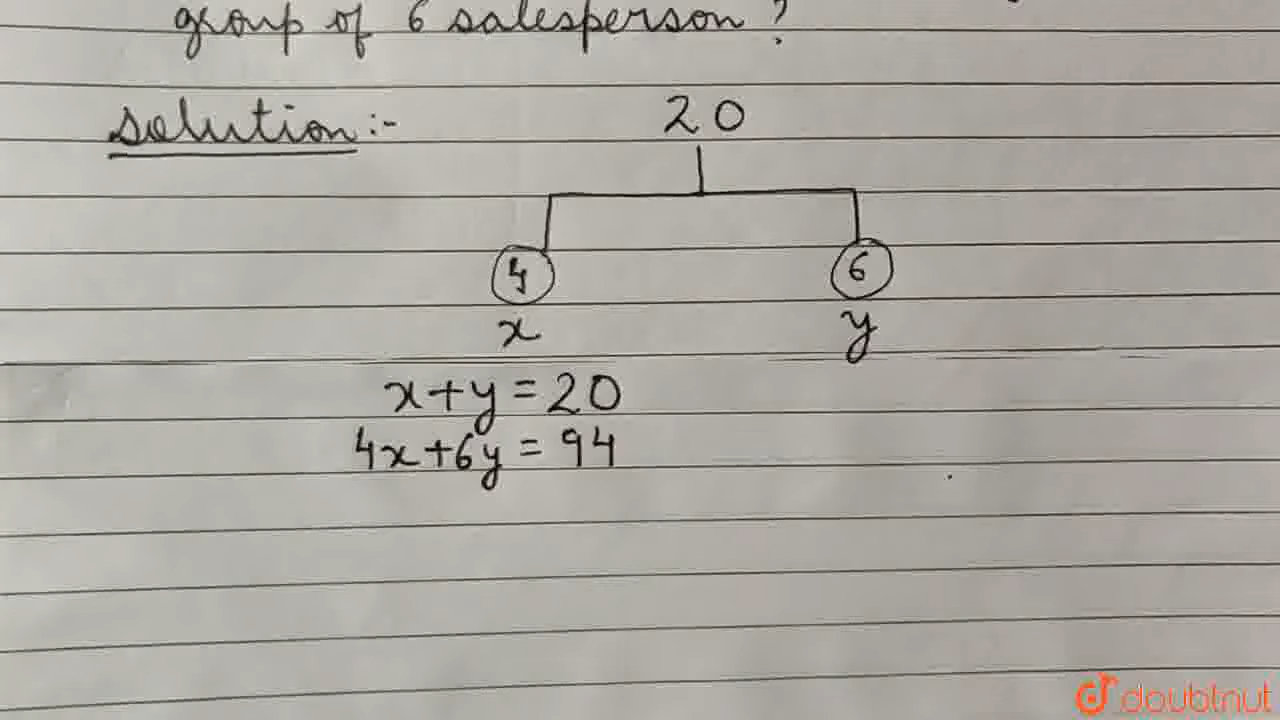 group of 6 salesperson ?
Solution :-
20
4 6
x y
x+y=20
4x+6y=94
doubtnut